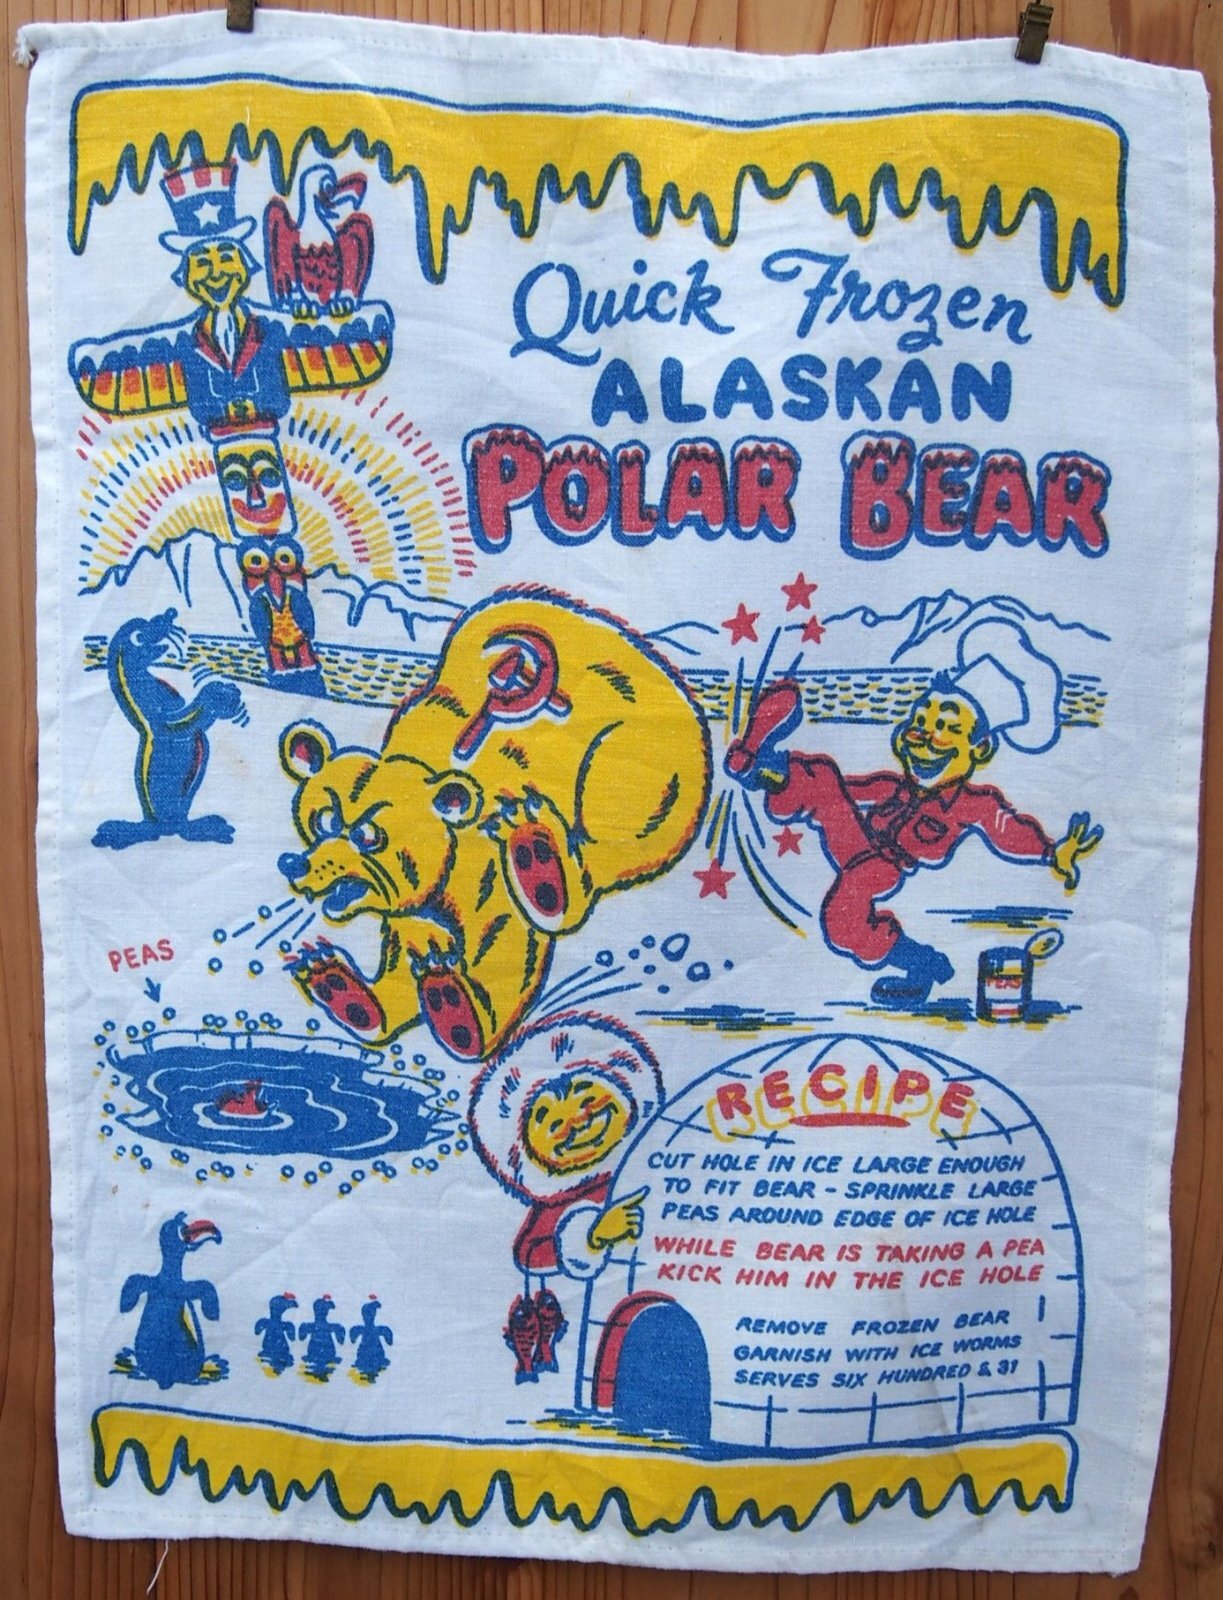 Quick Frozen
ALASKAN
POLAR BEAR
PEAS
PEAS
RECIPE
CUT HOLE IN ICE LARGE ENOUGH
TO FIT BEAR - SPRINKLE LARGE
PEAS AROUND EDGE OF ICE HOLE
WHILE BEAR IS TAKING A PEA
KICK HIM IN THE ICE HOLE
REMOVE FROZEN BEAR
GARNISH WITH ICE WORMS
SERVES SIX HUNDRED & 31